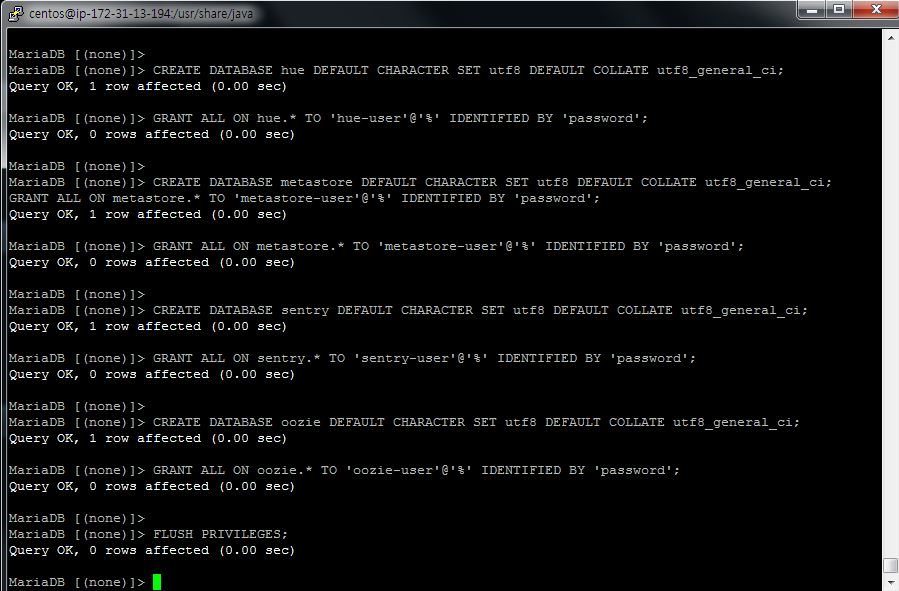 centos@ip-172-31-13-194:/usr/share/java
MariaDB [(none)]>
MariaDB [(none)]> CREATE DATABASE hue DEFAULT CHARACTER SET utf8 DEFAULT COLLATE utf8_general_ci;
Query OK, 1 row affected (0.00 sec)
MariaDB [(none)]> GRANT ALL ON hue.* TO 'hue-user'@'%' IDENTIFIED BY 'password';
Query OK, 0 rows affected (0.00 sec)
MariaDB [(none)]>
MariaDB [(none)]> CREATE DATABASE metastore DEFAULT CHARACTER SET utf8 DEFAULT COLLATE utf8_general_ci;
GRANT ALL ON metastore.* TO 'metastore-user'@'%' IDENTIFIED BY 'password';
Query OK, 1 row affected (0.00 sec)
MariaDB [(none)]> GRANT ALL ON metastore.* TO 'metastore-user'@'%' IDENTIFIED BY 'password';
Query OK, 0 rows affected (0.00 sec)
MariaDB [(none)]>
MariaDB [(none)]> CREATE DATABASE sentry DEFAULT CHARACTER SET utf8 DEFAULT COLLATE utf8_general_ci;
Query OK, 1 row affected (0.00 sec)
MariaDB [(none)]> GRANT ALL ON sentry.* TO 'sentry-user'@'%' IDENTIFIED BY 'password';
Query OK, 0 rows affected (0.00 sec)
MariaDB [(none)]>
MariaDB [(none)]> CREATE DATABASE oozie DEFAULT CHARACTER SET utf8 DEFAULT COLLATE utf8_general_ci;
Query OK, 1 row affected (0.00 sec)
MariaDB [(none)]> GRANT ALL ON oozie.* TO 'oozie-user'@'%' IDENTIFIED BY 'password';
Query OK, 0 rows affected (0.00 sec)
MariaDB [(none)]>
MariaDB [(none)]> FLUSH PRIVILEGES;
Query OK, 0 rows affected (0.00 sec)
MariaDB [(none)]>